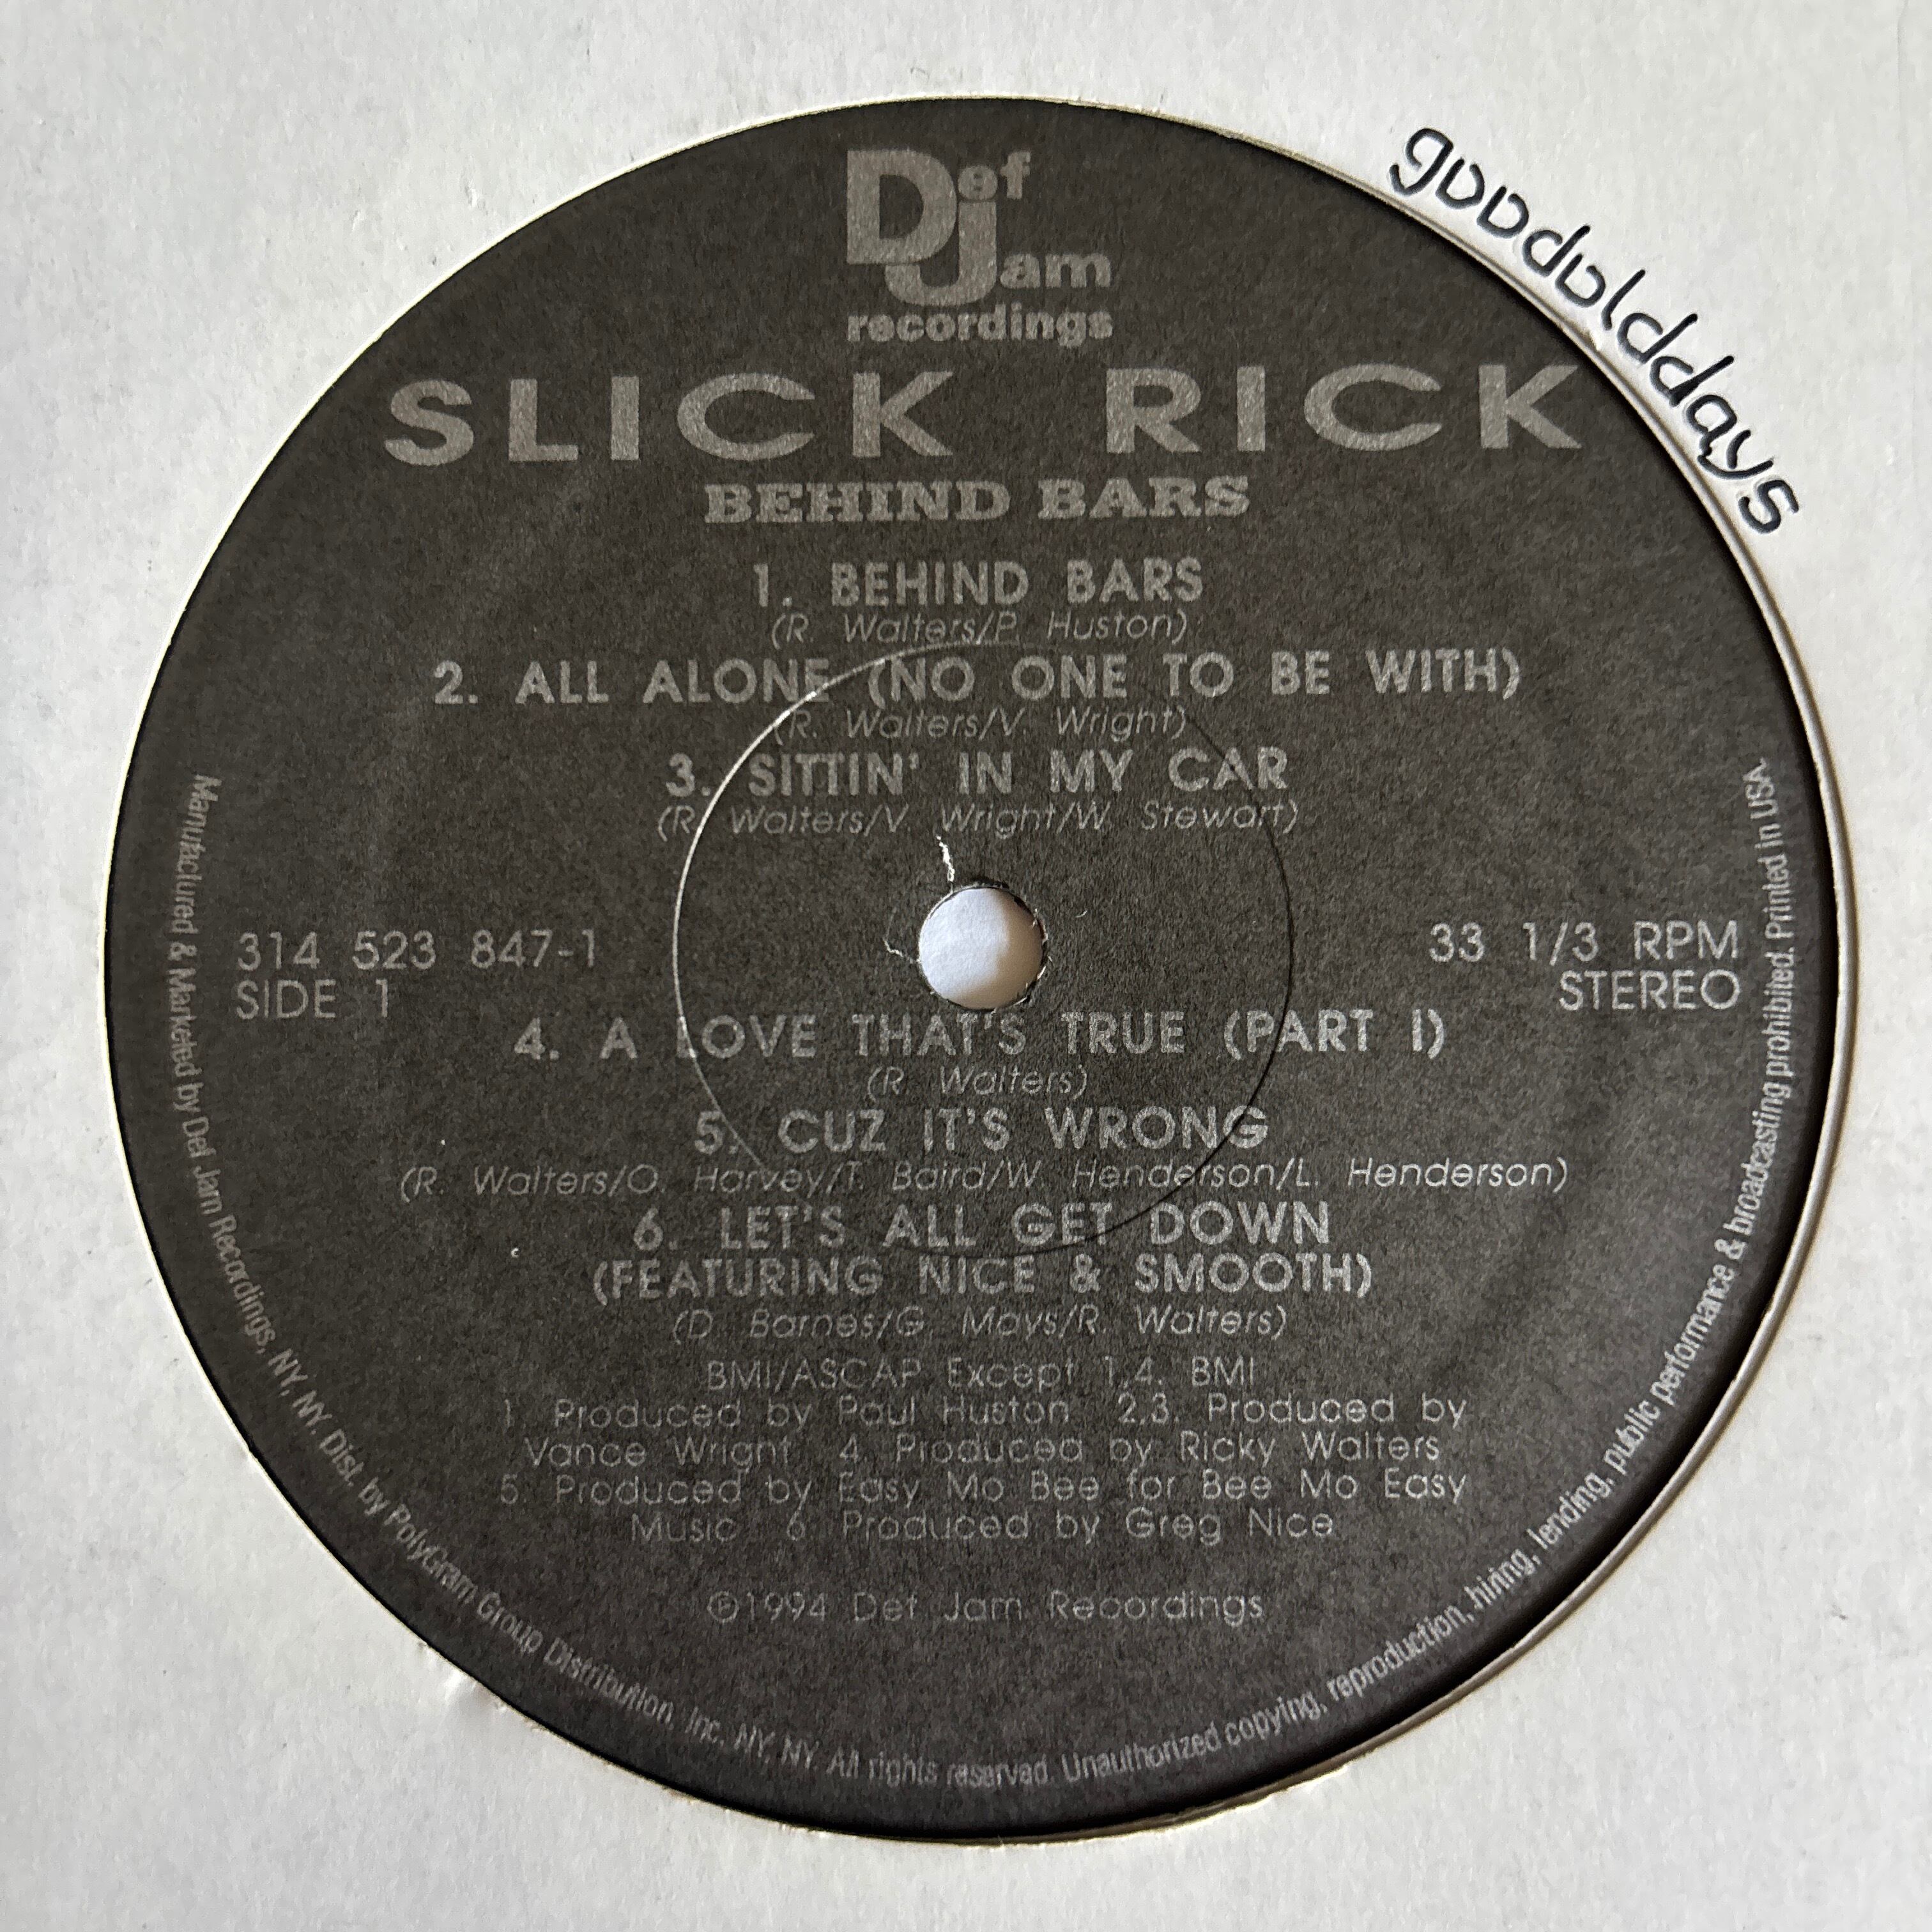 Def
Jam
recordings
gooddolddays
SLICK RICK
BEHIND BARS
1. BEHIND BARS
(R. Walters/P. Huston)
2. ALL ALONE (NO ONE TO BE WITH)
(R. Walters/V. Wright)
3. SITTIN' IN MY CAR
(R. Walters/V. Wright/W. Stewart)
314 523 847-1
SIDE 1
33 1/3 RPM
STEREO
4. A LOVE THAT'S TRUE (PART I)
(R. Walters)
5. CUZ IT'S WRONG
(R. Walters/O. Harvey/T. Baird/W. Henderson/L. Henderson)
6. LET'S ALL GET DOWN
(FEATURING NICE & SMOOTH)
(D. Barnes/G. Mays/R. Walters)
BMI/ASCAP Except 1,4. BMI
1. Produced by Paul Huston 2,3. Produced by
Vance Wright 4. Produced by Ricky Walters
5. Produced by Easy Mo Bee for Bee Mo Easy
Music 6. Produced by Greg Nice
℗©1994 Def Jam Recordings
Manufactured & Marketed by Def Jam Recordings, NY, NY. Dist. by PolyGram Group Distribution, Inc. NY, NY. All rights reserved. Unauthorized copying, reproduction, hiring, lending, public performance & broadcasting prohibited. Printed in USA.